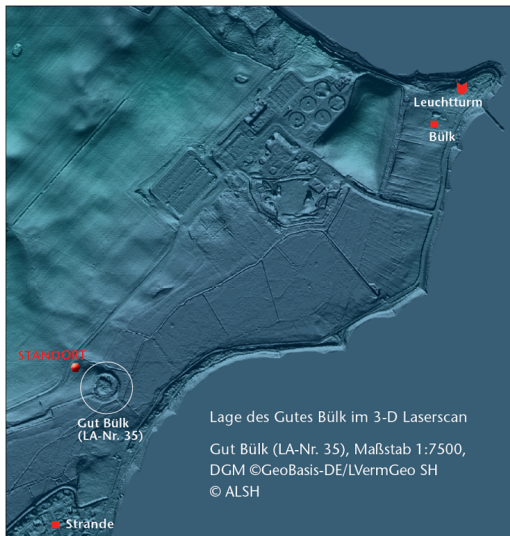 Leuchtturm
Bülk
STANDORT
Gut Bülk
(LA-Nr. 35)
Lage des Gutes Bülk im 3-D Laserscan
Gut Bülk (LA-Nr. 35), Maßstab 1:7500,
DGM ©GeoBasis-DE/LVermGeo SH
© ALSH
Strande